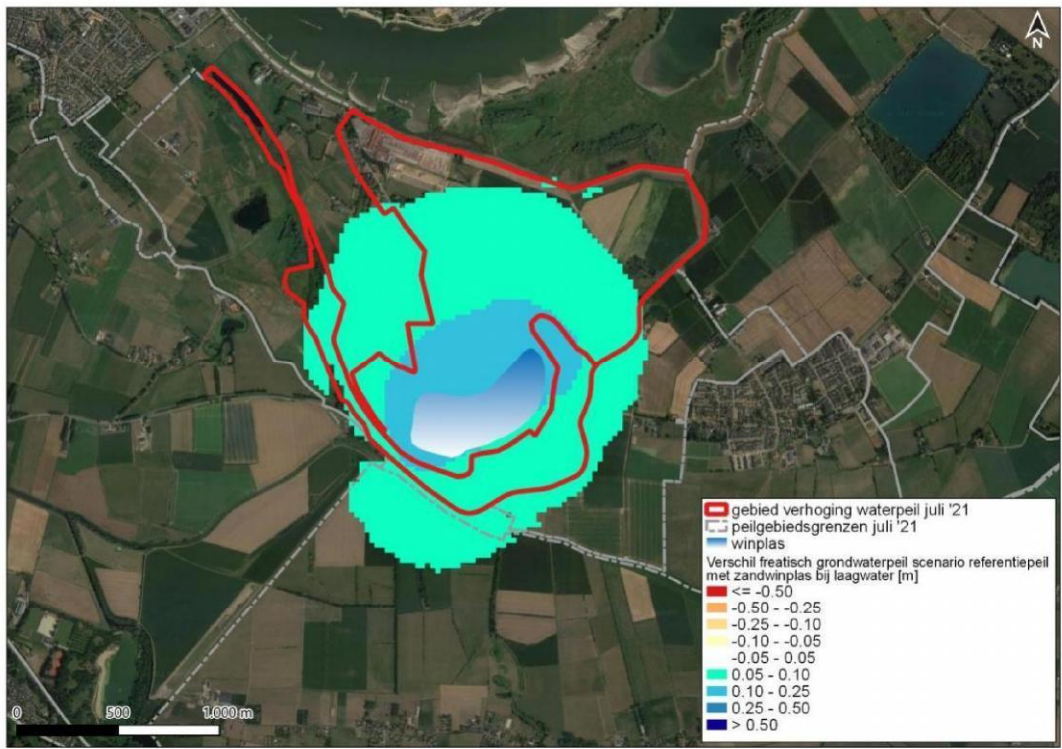 N
gebied verhoging waterpeil juli '21
peilgebiedsgrenzen juli '21
winplas
Verschil freatisch grondwaterpeil scenario referentiepeil
met zandwinplas bij laagwater [m]
<= -0.50
-0.50 - -0.25
-0.25 - -0.10
-0.10 - -0.05
-0.05 - 0.05
0.05 - 0.10
0.10 - 0.25
0.25 - 0.50
> 0.50
0 500 1.000 m